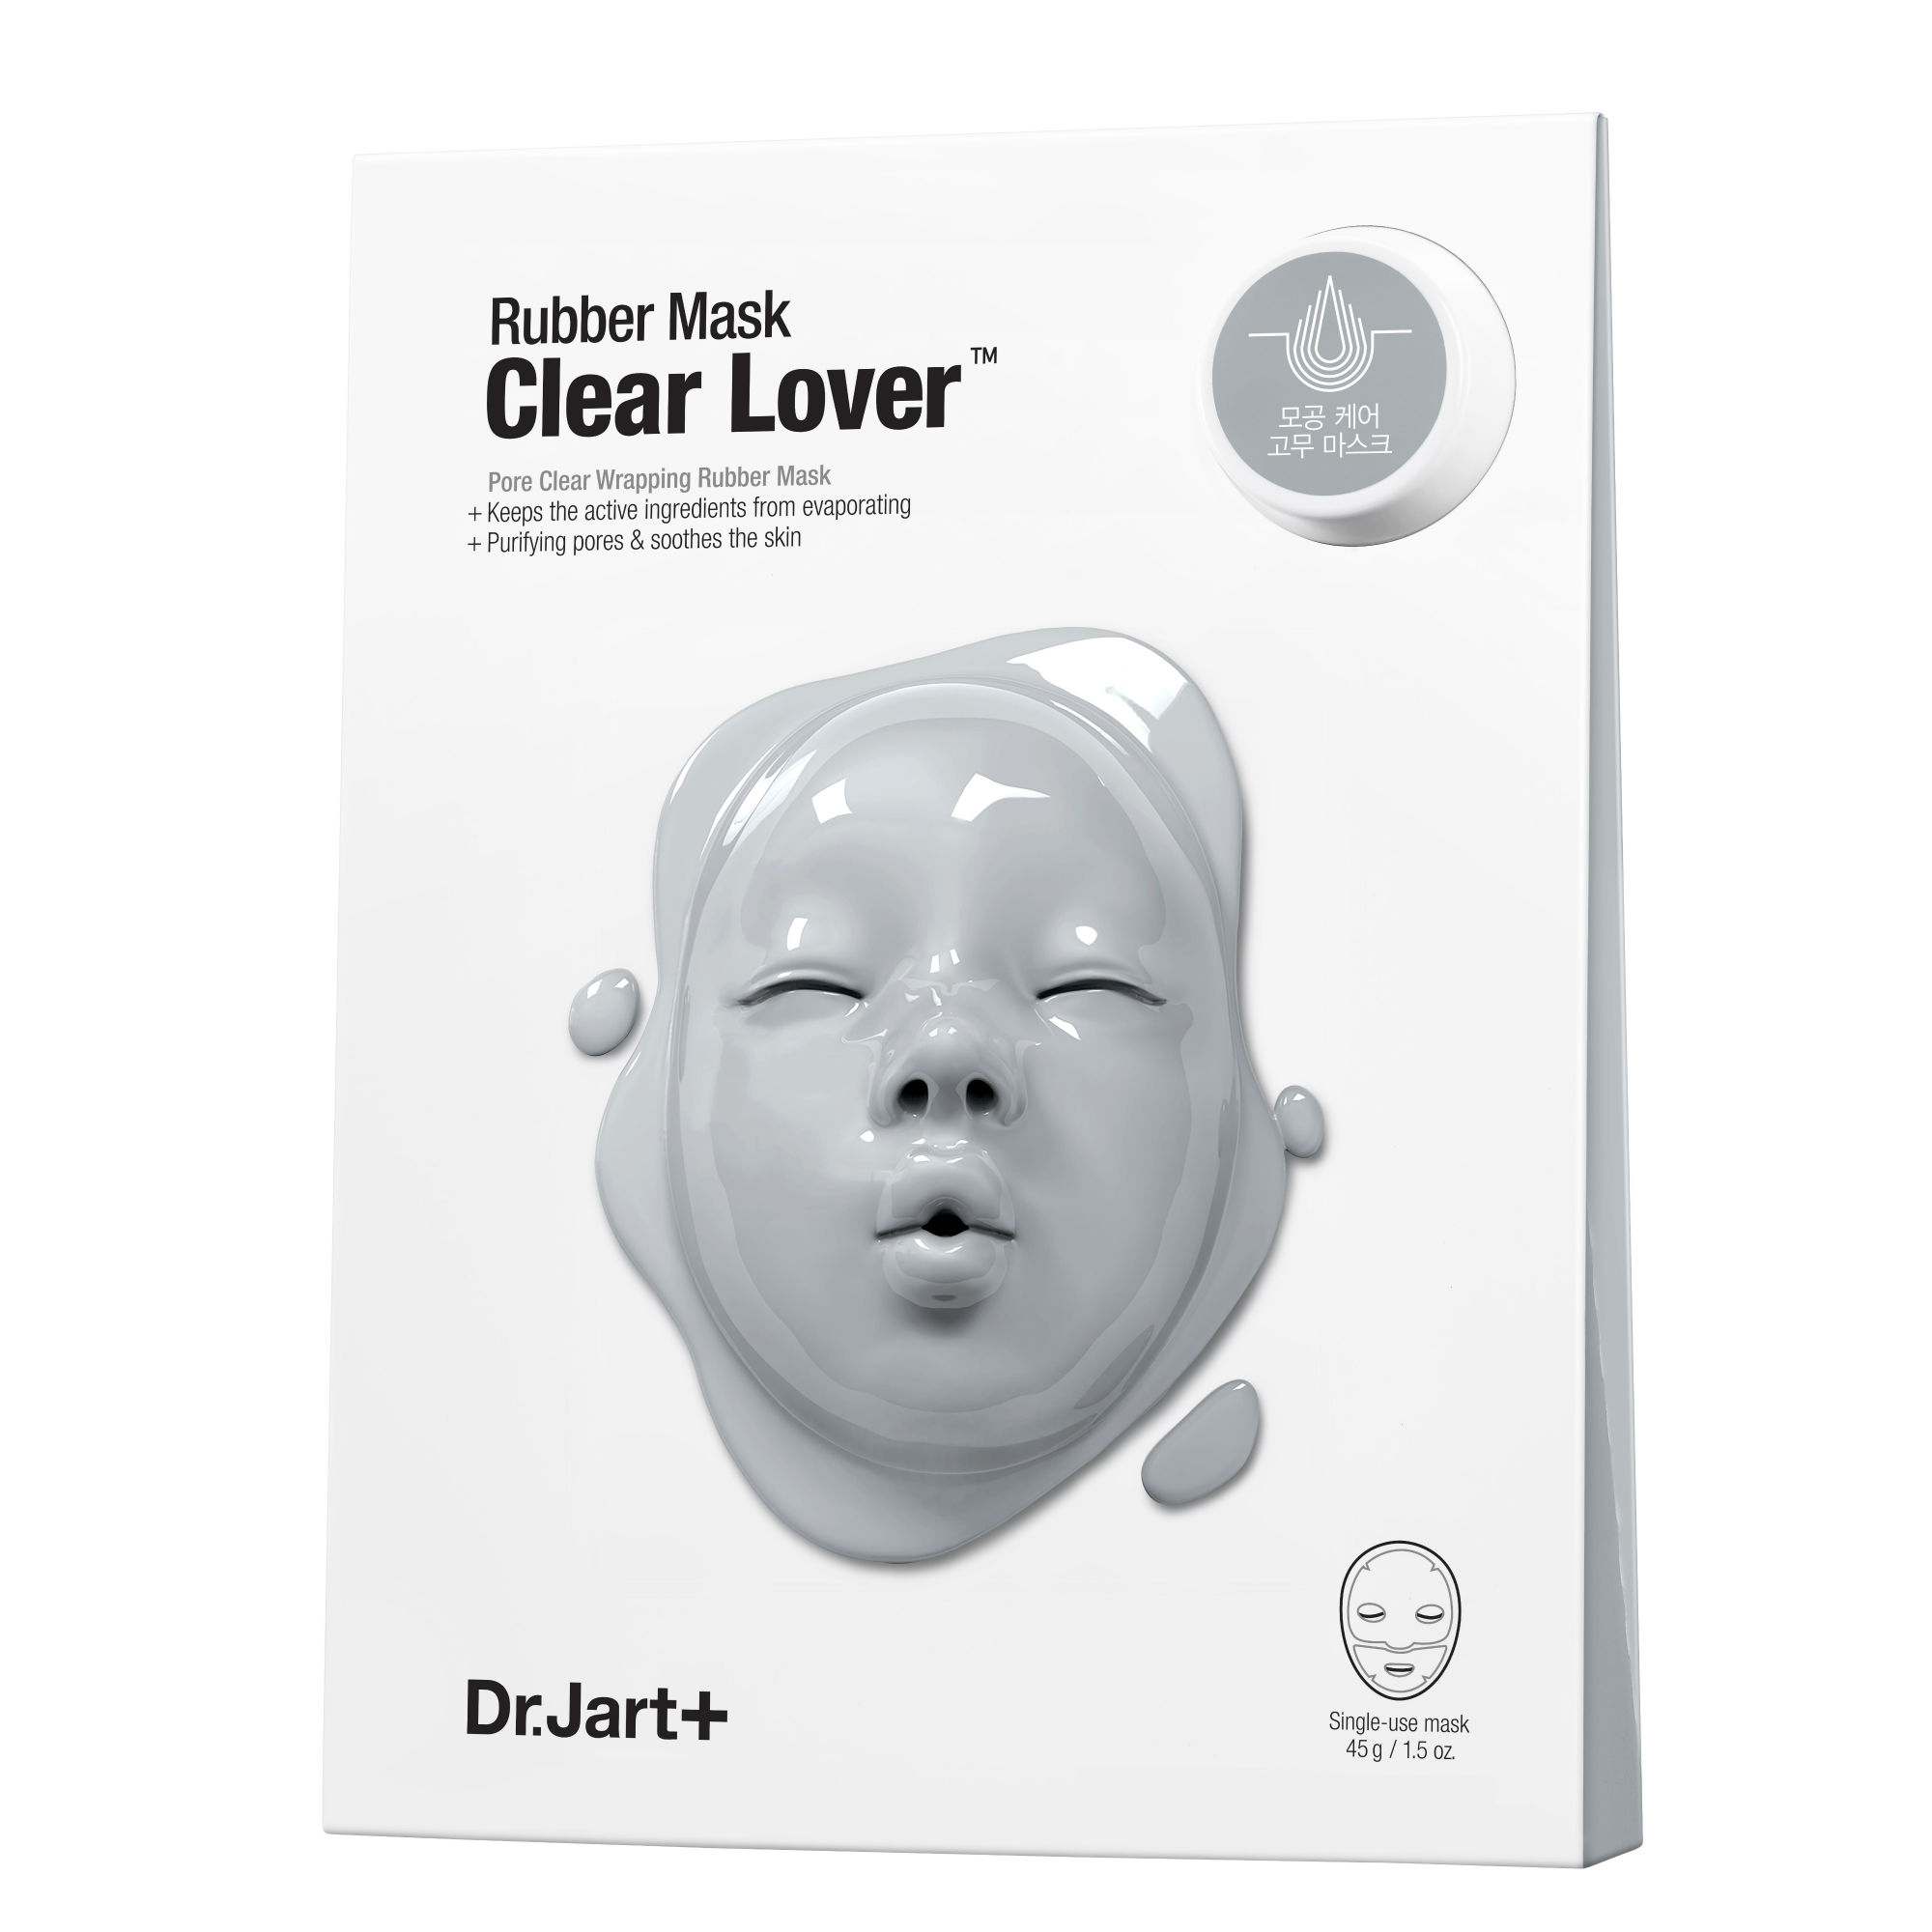 Rubber Mask
Clear Lover™
Pore Clear Wrapping Rubber Mask
+ Keeps the active ingredients from evaporating
+ Purifying pores & soothes the skin
모공 케어
고무 마스크
Dr.Jart+
Single-use mask
45 g / 1.5 oz.